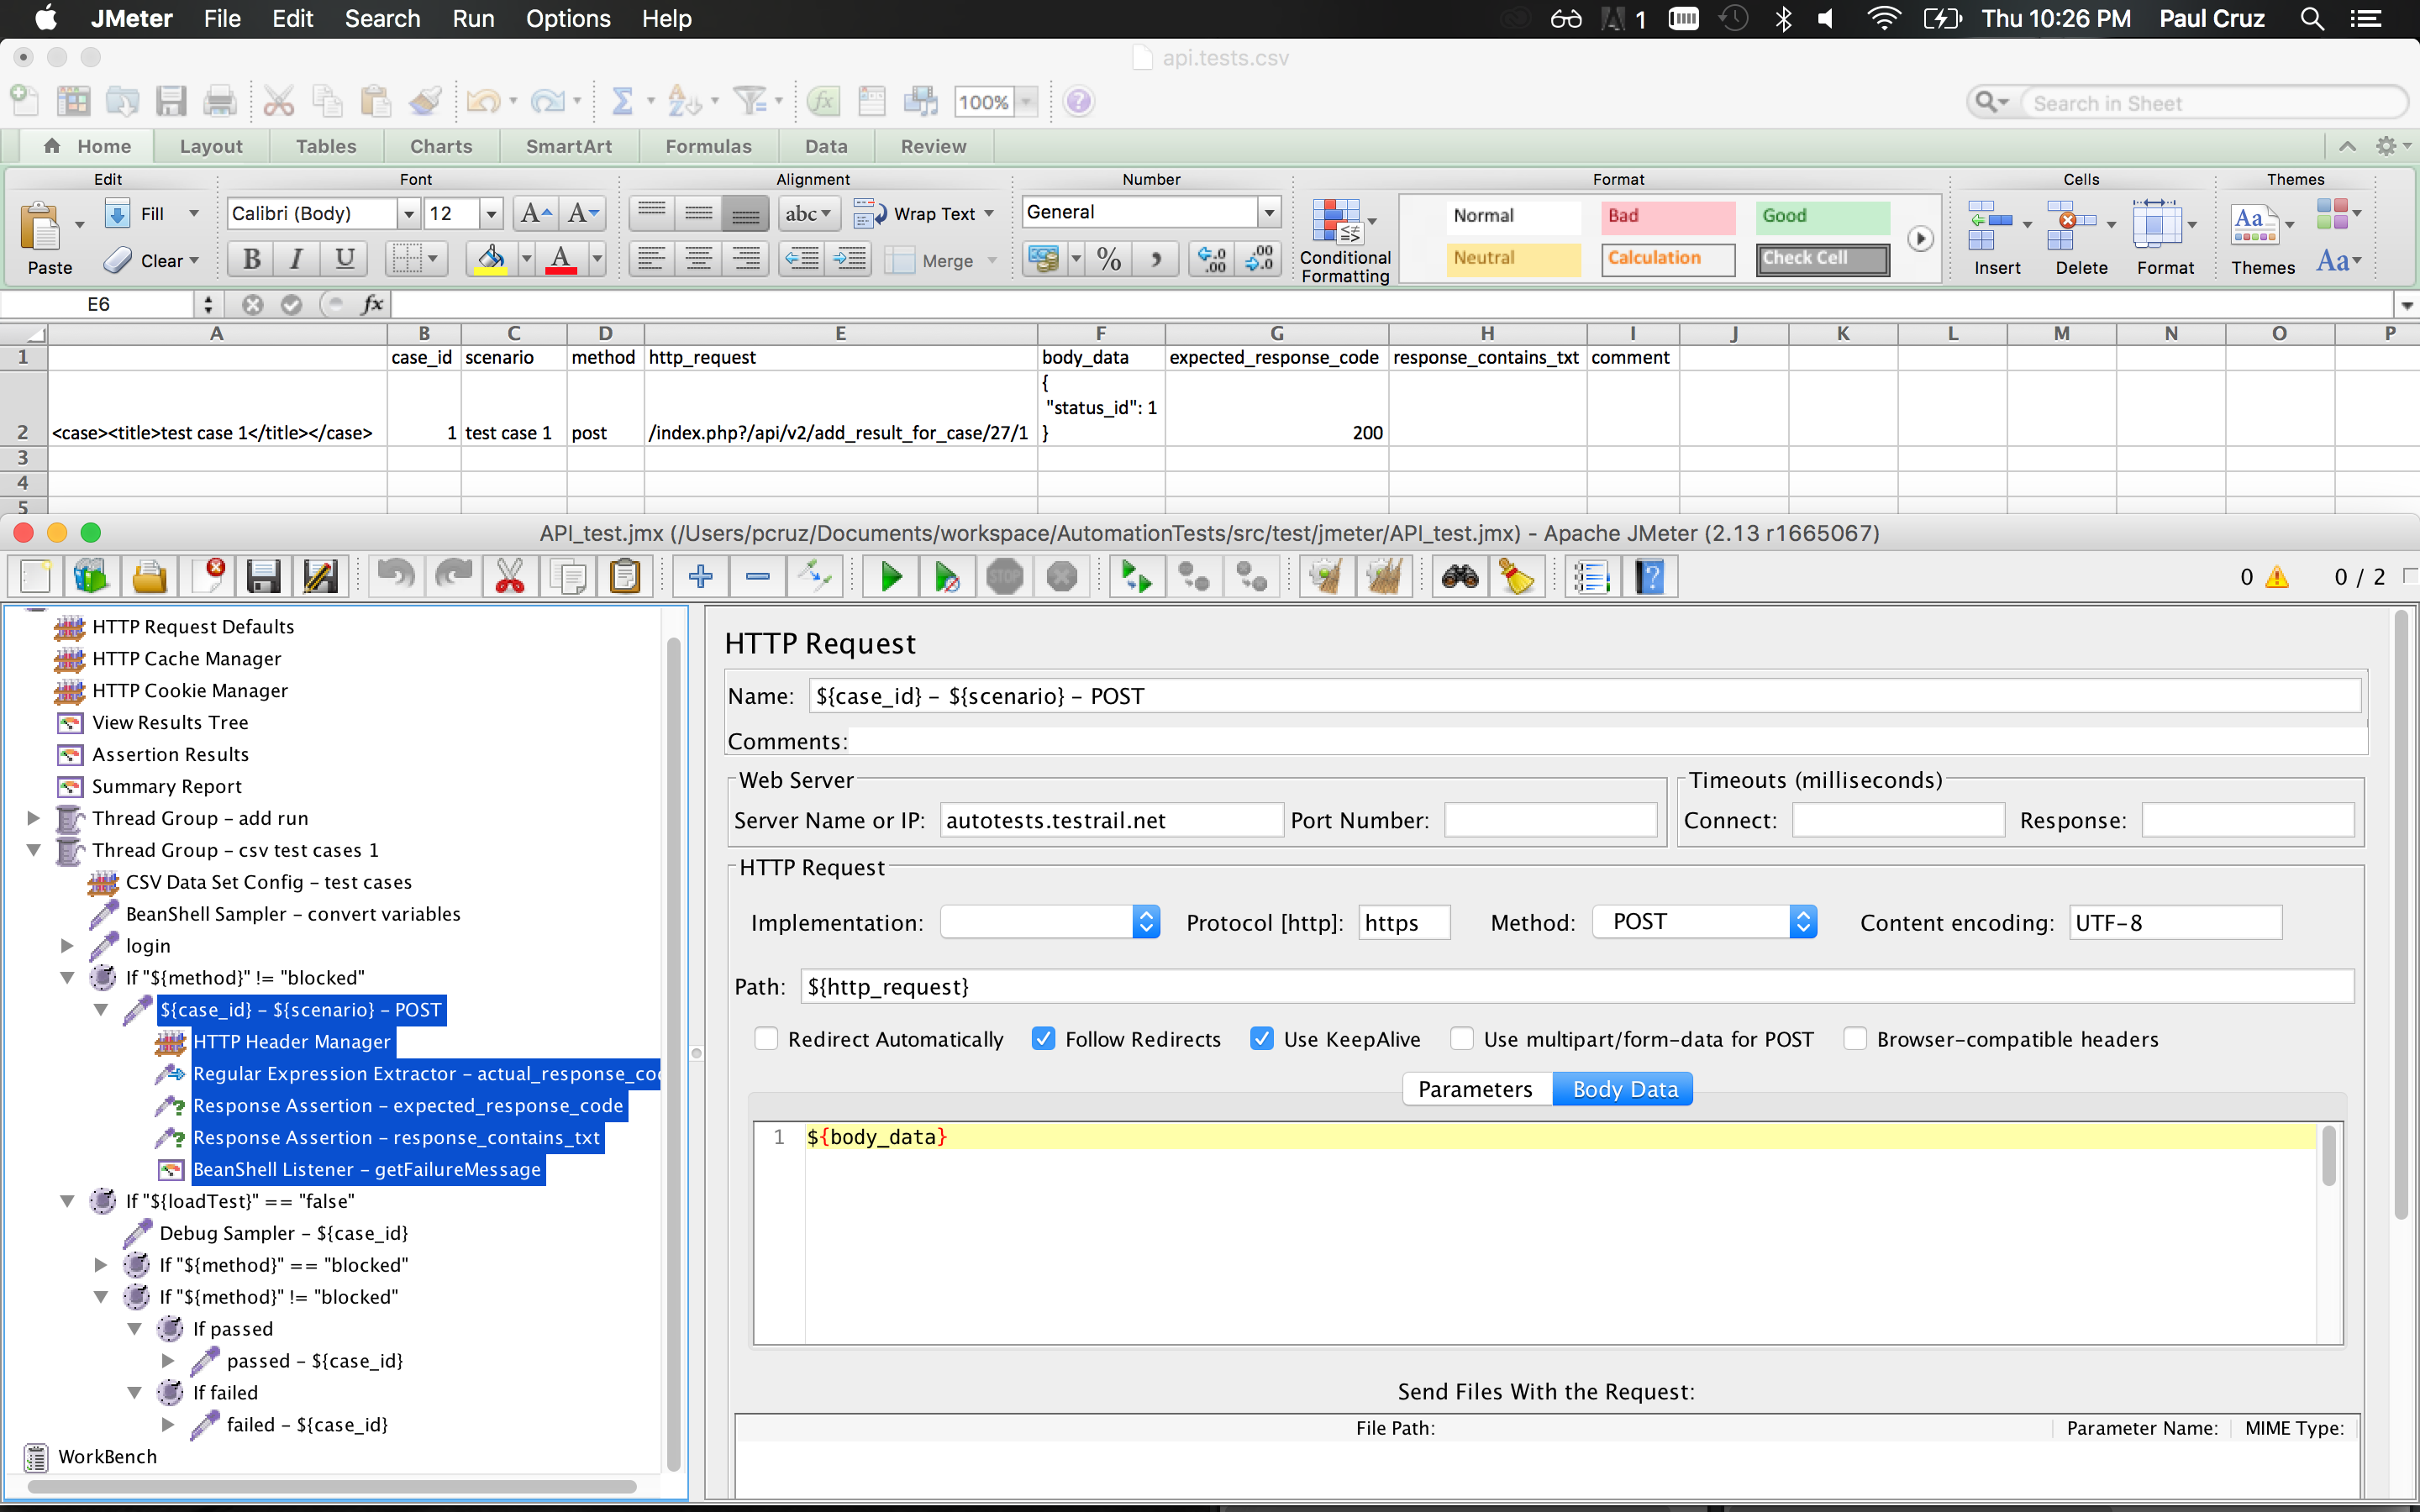 JMeter File Edit Search Run Options Help 1 Thu 10:26 PM Paul Cruz
api.tests.csv
100% Search in Sheet
Home Layout Tables Charts SmartArt Formulas Data Review
Edit Font Alignment Number Format Cells Themes
Paste Fill Clear Calibri (Body) 12 abc Wrap Text Merge General Conditional Formatting Normal Bad Good Neutral Calculation Check Cell Insert Delete Format Themes
E6 fx
A B C D E F G H I J K L M N O P
1 case_id scenario method http_request body_data expected_response_code response_contains_txt comment
2 <case><title>test case 1</title></case> 1 test case 1 post /index.php?/api/v2/add_result_for_case/27/1 { "status_id": 1 } 200
3
4
5
API_test.jmx (/Users/pcruz/Documents/workspace/AutomationTests/src/test/jmeter/API_test.jmx) - Apache JMeter (2.13 r1665067)
STOP 0 0 / 2
HTTP Request Defaults
HTTP Cache Manager
HTTP Cookie Manager
View Results Tree
Assertion Results
Summary Report
Thread Group - add run
Thread Group - csv test cases 1
CSV Data Set Config - test cases
BeanShell Sampler - convert variables
login
If "${method}" != "blocked"
${case_id} - ${scenario} - POST
HTTP Header Manager
Regular Expression Extractor - actual_response_co
Response Assertion - expected_response_code
Response Assertion - response_contains_txt
BeanShell Listener - getFailureMessage
If "${loadTest}" == "false"
Debug Sampler - ${case_id}
If "${method}" == "blocked"
If "${method}" != "blocked"
If passed
passed - ${case_id}
If failed
failed - ${case_id}
WorkBench
HTTP Request
Name: ${case_id} - ${scenario} - POST
Comments:
Web Server Timeouts (milliseconds)
Server Name or IP: autotests.testrail.net Port Number: Connect: Response:
HTTP Request
Implementation: Protocol [http]: https Method: POST Content encoding: UTF-8
Path: ${http_request}
Redirect Automatically Follow Redirects Use KeepAlive Use multipart/form-data for POST Browser-compatible headers
Parameters Body Data
1 ${body_data}
Send Files With the Request:
File Path: Parameter Name: MIME Type: